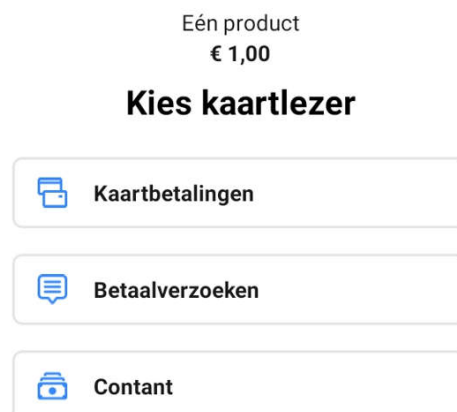 Eén product
€ 1,00
Kies kaartlezer
Kaartbetalingen
Betaalverzoeken
Contant